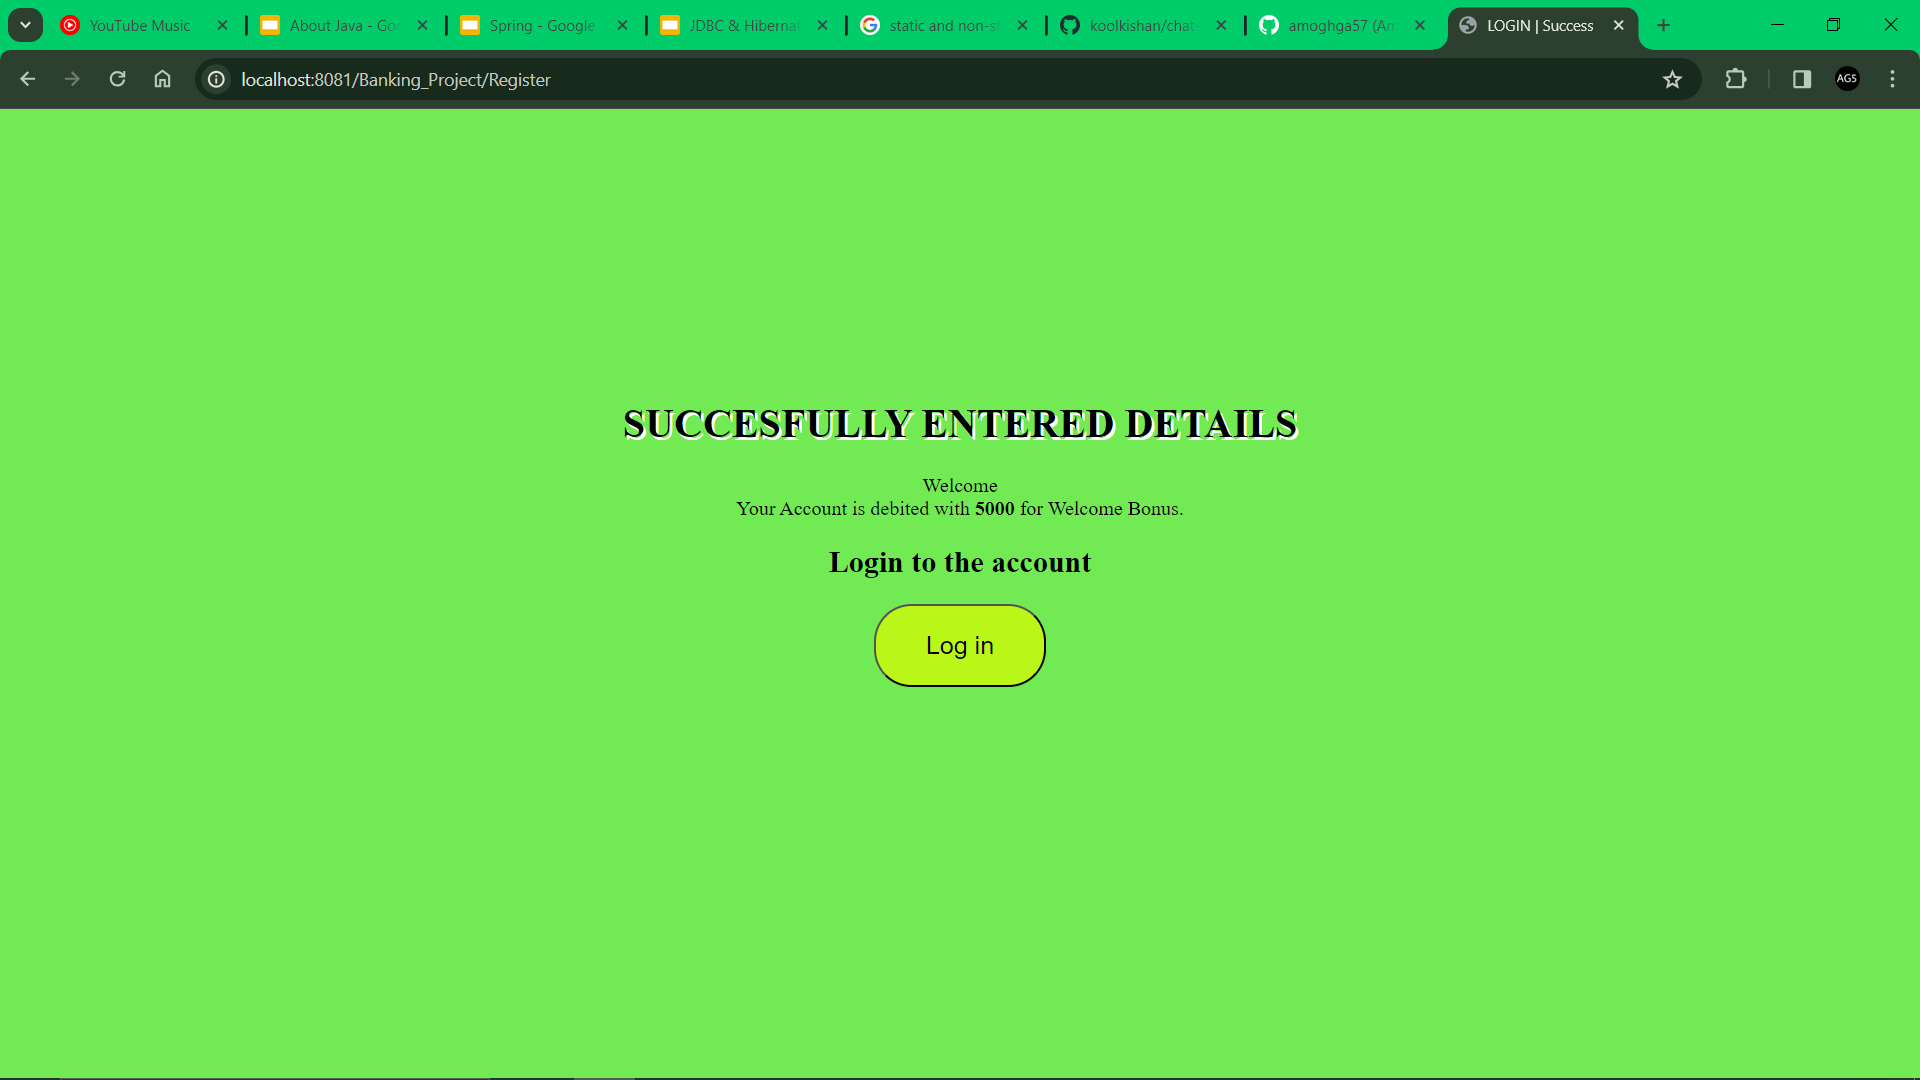 YouTube Music
About Java - Goo
Spring - Google
JDBC & Hibernat
static and non-st
koolkishan/chat-
amoghga57 (Am
LOGIN | Success
localhost:8081/Banking_Project/Register
AG5
SUCCESFULLY ENTERED DETAILS
Welcome
Your Account is debited with 5000 for Welcome Bonus.
Login to the account
Log in